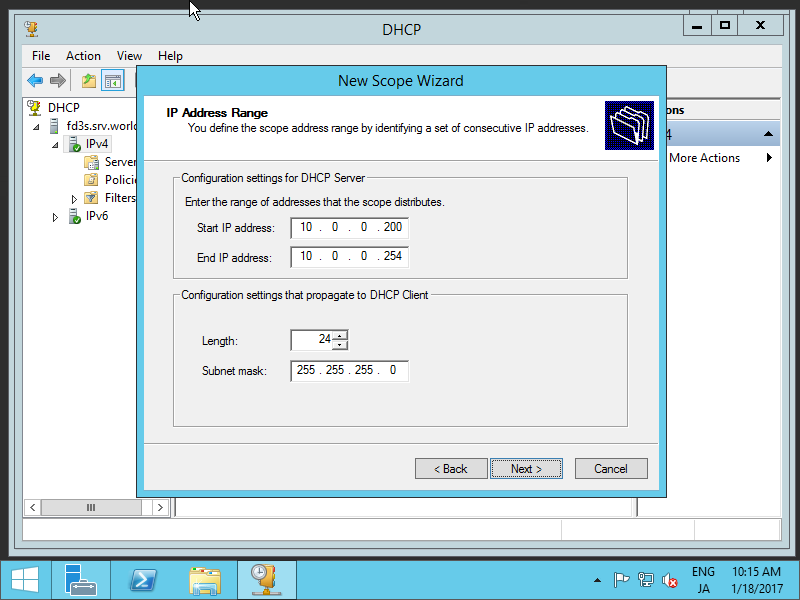 DHCP
File Action View Help
New Scope Wizard
IP Address Range
You define the scope address range by identifying a set of consecutive IP addresses.
DHCP
fd3s.srv.world
IPv4
Server
Policie
Filters
IPv6
ons
4
More Actions
Configuration settings for DHCP Server
Enter the range of addresses that the scope distributes.
Start IP address: 10 . 0 . 0 . 200
End IP address: 10 . 0 . 0 . 254
Configuration settings that propagate to DHCP Client
Length: 24
Subnet mask: 255 . 255 . 255 . 0
< Back Next > Cancel
ENG 10:15 AM
JA 1/18/2017